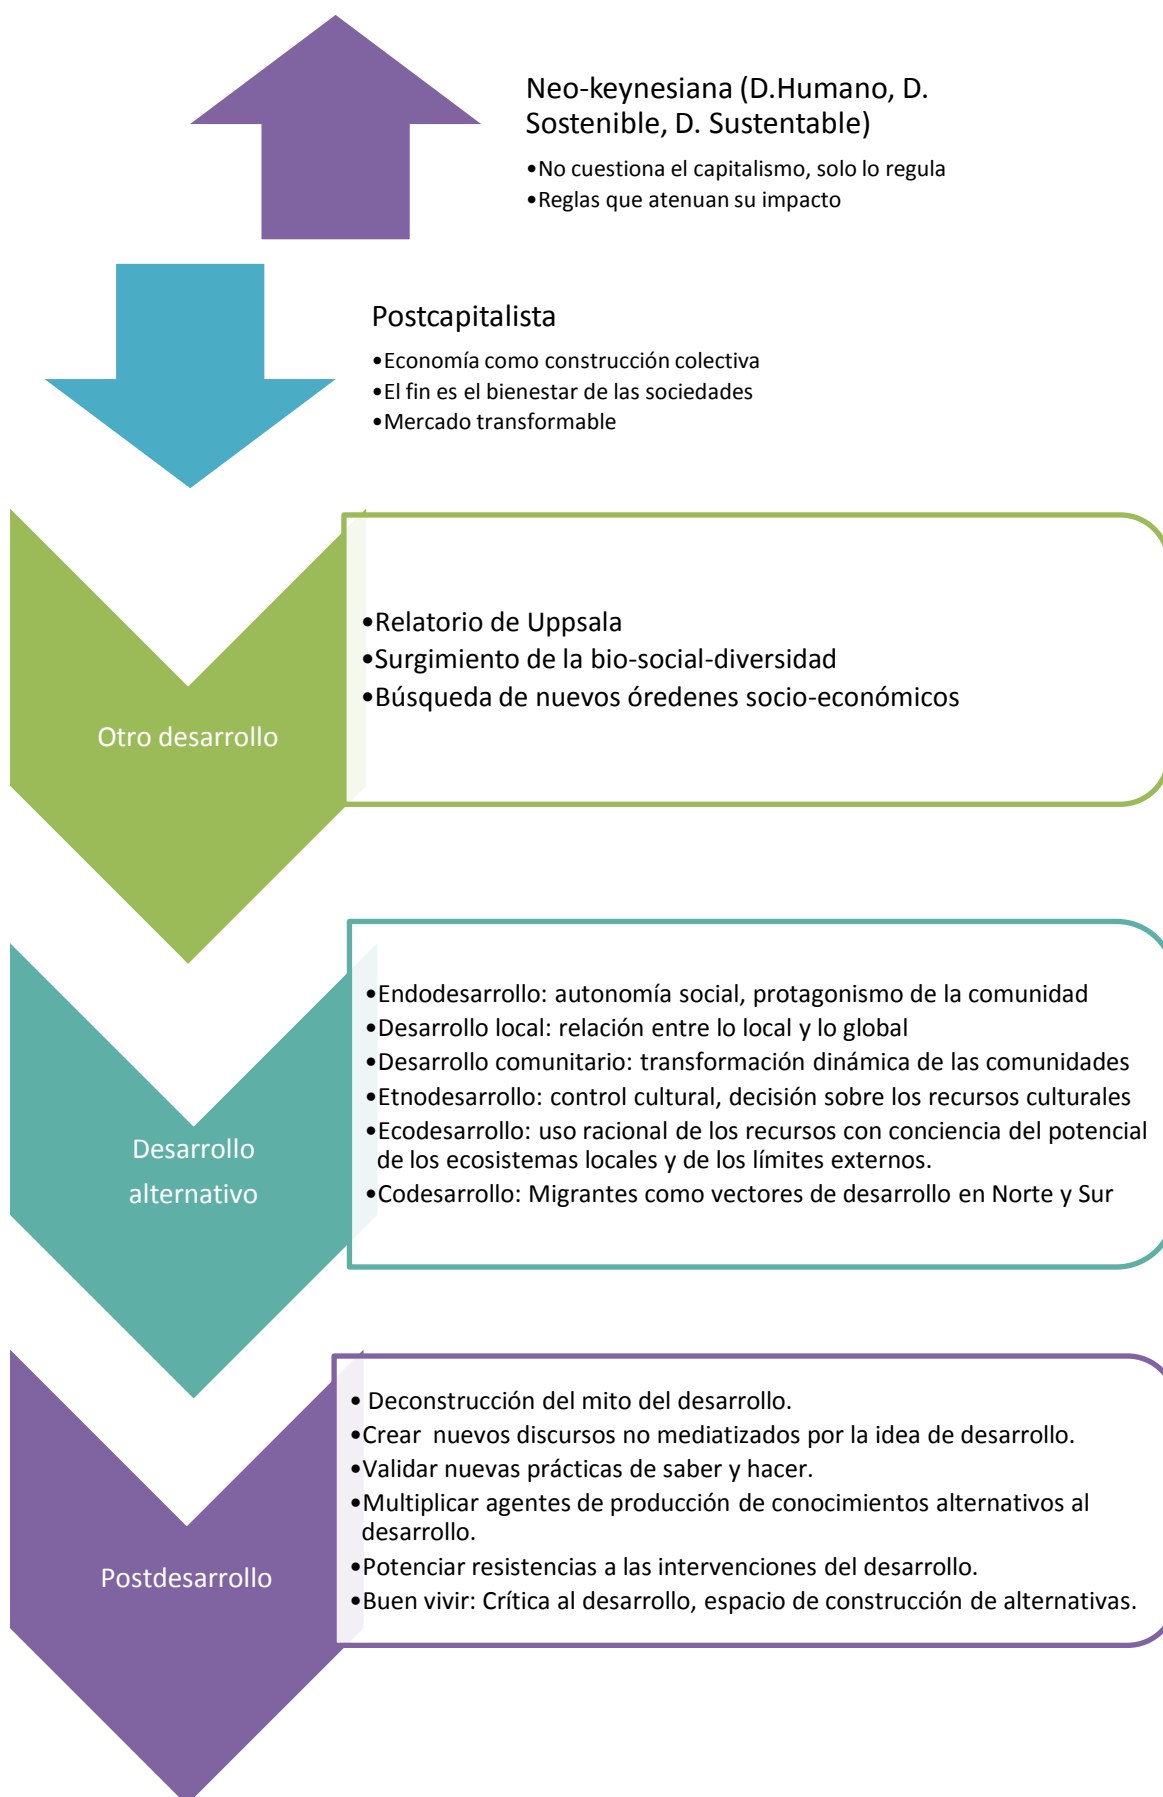 Neo-keynesiana (D.Humano, D.
Sostenible, D. Sustentable)
•No cuestiona el capitalismo, solo lo regula
•Reglas que atenuan su impacto
Postcapitalista
•Economía como construcción colectiva
•El fin es el bienestar de las sociedades
•Mercado transformable
Otro desarrollo
•Relatorio de Uppsala
•Surgimiento de la bio-social-diversidad
•Búsqueda de nuevos óredenes socio-económicos
Desarrollo
alternativo
•Endodesarrollo: autonomía social, protagonismo de la comunidad
•Desarrollo local: relación entre lo local y lo global
•Desarrollo comunitario: transformación dinámica de las comunidades
•Etnodesarrollo: control cultural, decisión sobre los recursos culturales
•Ecodesarrollo: uso racional de los recursos con conciencia del potencial
de los ecosistemas locales y de los límites externos.
•Codesarrollo: Migrantes como vectores de desarrollo en Norte y Sur
Postdesarrollo
• Deconstrucción del mito del desarrollo.
•Crear nuevos discursos no mediatizados por la idea de desarrollo.
•Validar nuevas prácticas de saber y hacer.
•Multiplicar agentes de producción de conocimientos alternativos al
desarrollo.
•Potenciar resistencias a las intervenciones del desarrollo.
•Buen vivir: Crítica al desarrollo, espacio de construcción de alternativas.